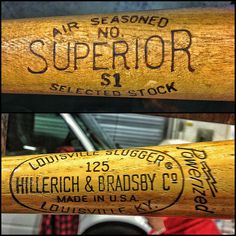 AIR SEASONED
NO.
SUPERIOR
S1
SELECTED STOCK
LOUISVILLE SLUGGER®
125
HILLERICH & BRADSBY Cº
MADE IN U.S.A.
LOUISVILLE, KY.
Powerized